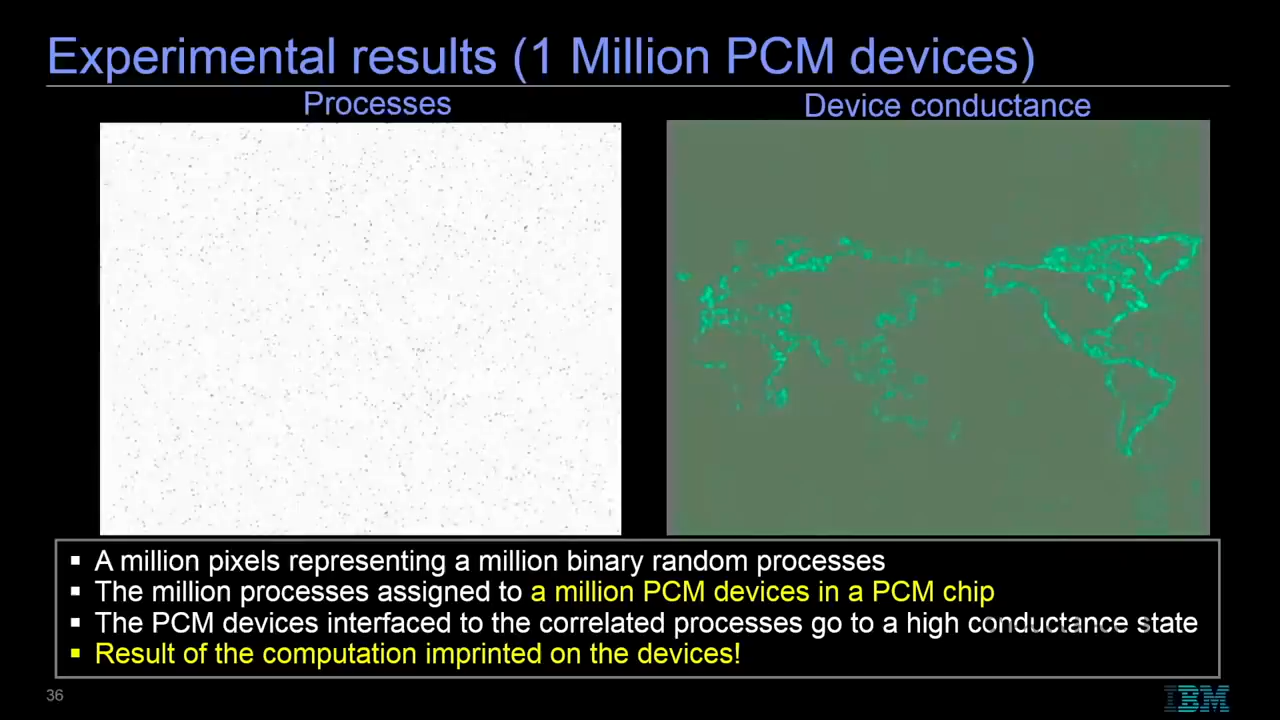 Experimental results (1 Million PCM devices)
Processes
Device conductance
▪ A million pixels representing a million binary random processes
▪ The million processes assigned to a million PCM devices in a PCM chip
▪ The PCM devices interfaced to the correlated processes go to a high conductance state
▪ Result of the computation imprinted on the devices!
36
IBM